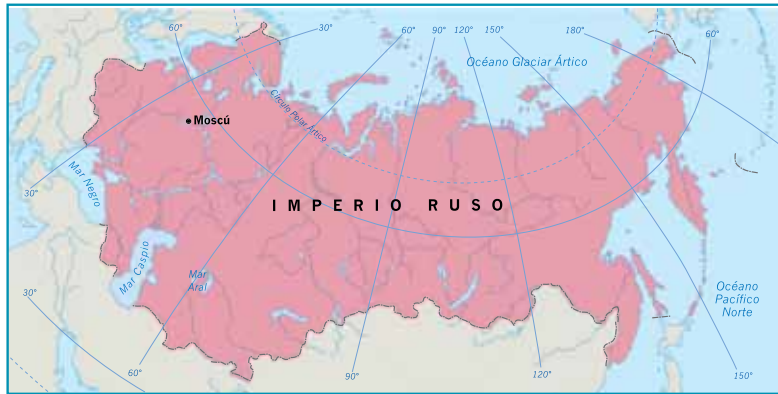 60°
30°
60°
90°
120°
150°
180°
60°
Océano Glaciar Ártico
Círculo Polar Ártico
Moscú
Mar Negro
30°
IMPERIO RUSO
Mar Caspio
Mar
Aral
Océano
Pacífico
Norte
30°
60°
90°
120°
150°